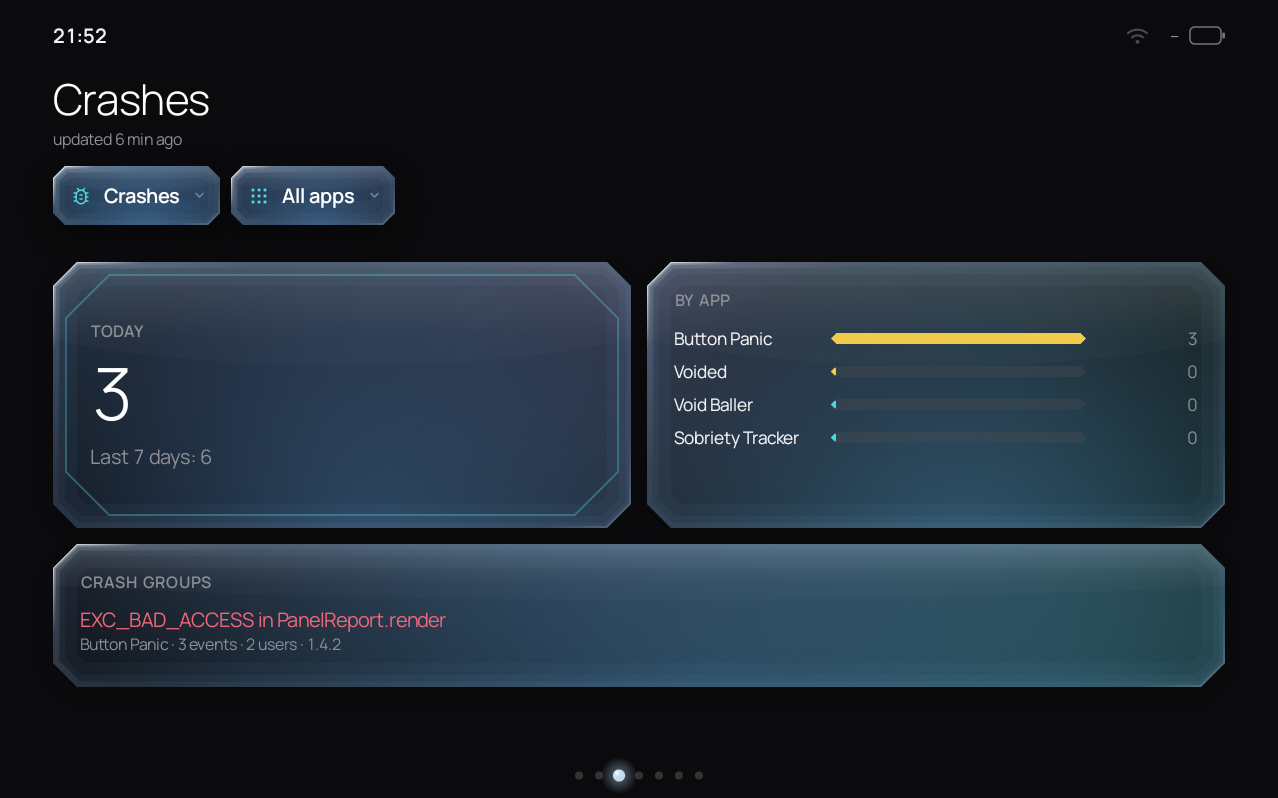 21:52
–
Crashes
updated 6 min ago
Crashes
All apps
TODAY
3
Last 7 days: 6
BY APP
Button Panic 3
Voided 0
Void Baller 0
Sobriety Tracker 0
CRASH GROUPS
EXC_BAD_ACCESS in PanelReport.render
Button Panic · 3 events · 2 users · 1.4.2